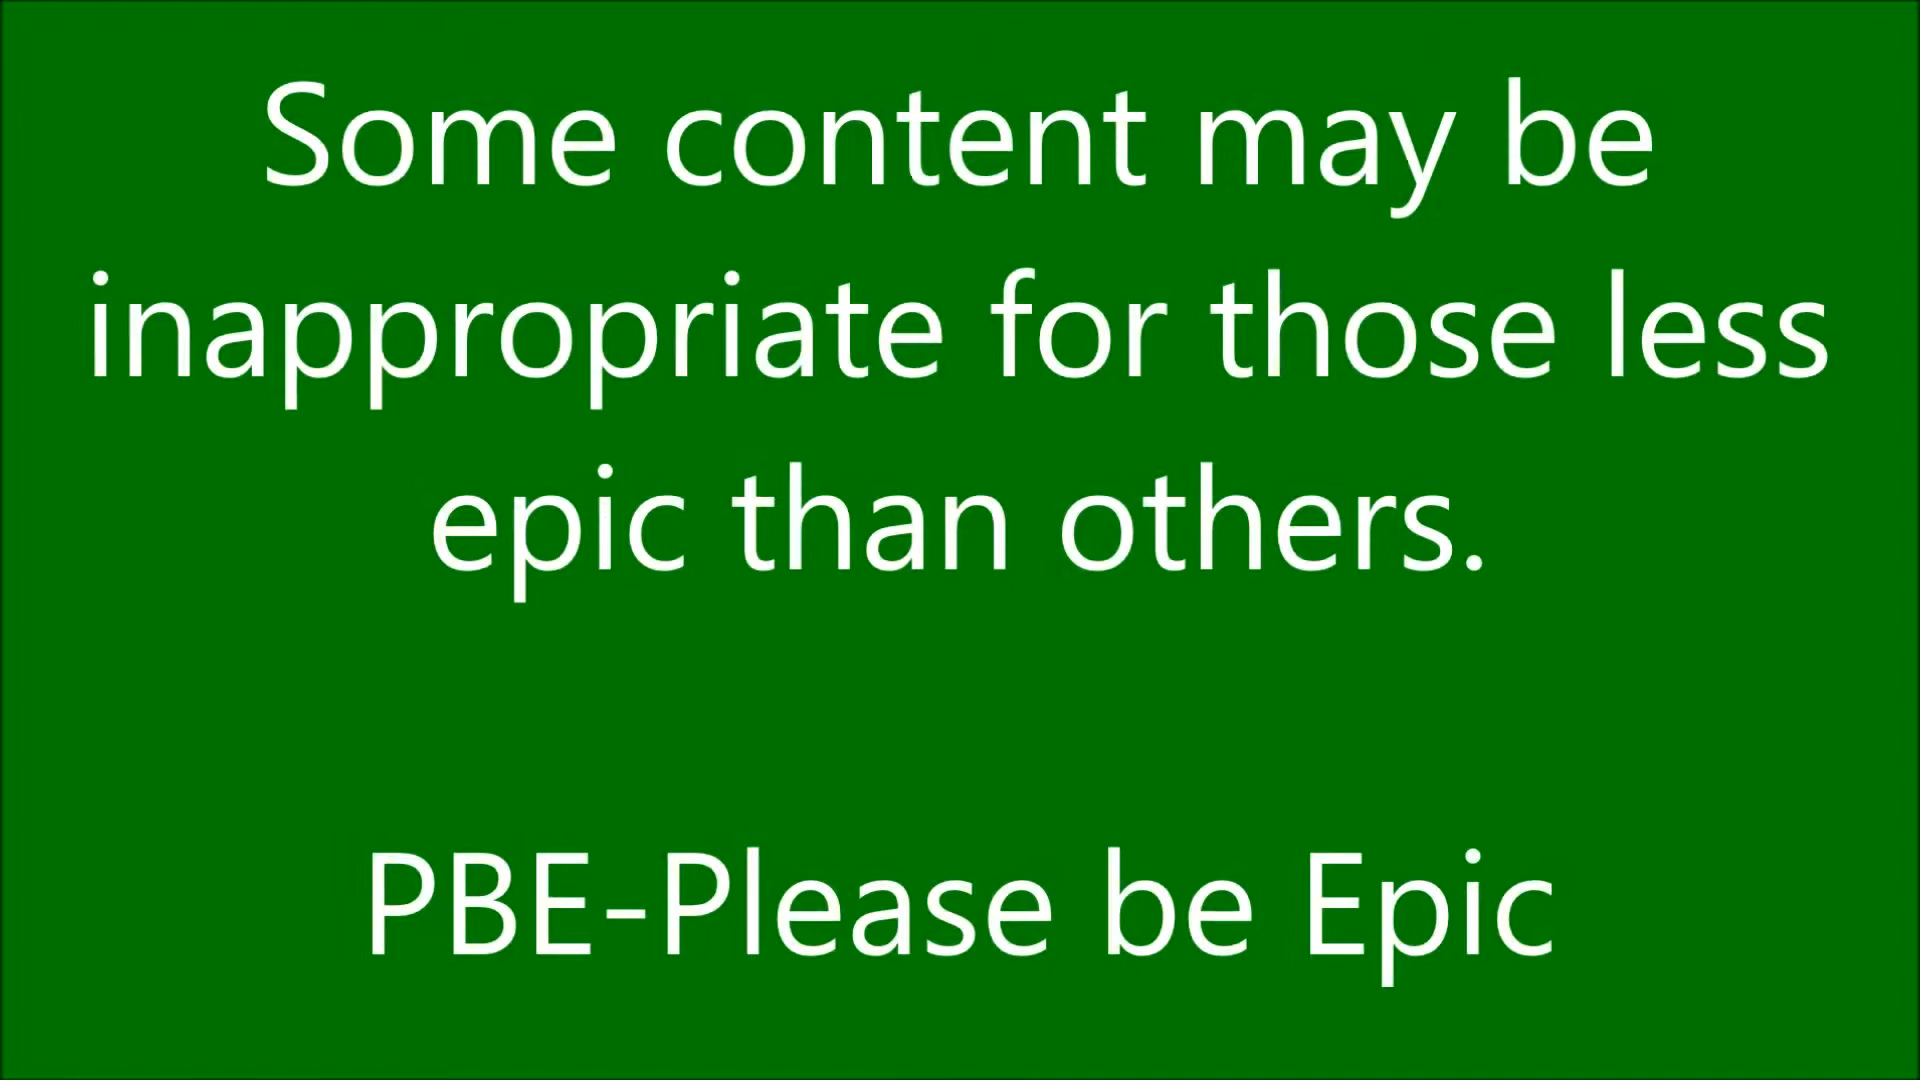 Some content may be
inappropriate for those less
epic than others.
PBE-Please be Epic